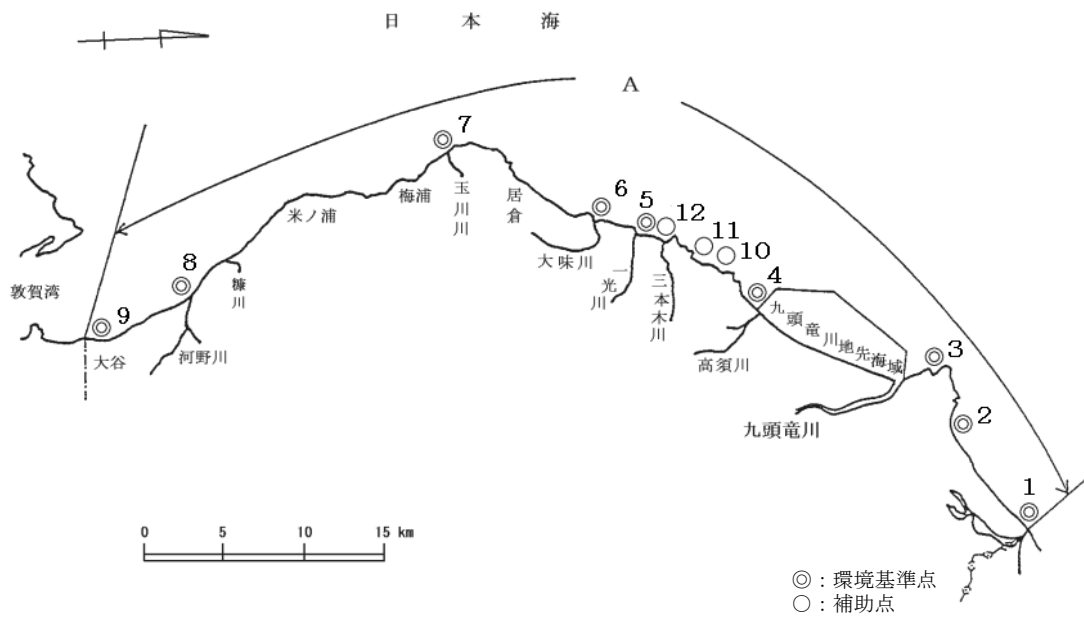 日本海
A
7
6
5
12
11
10
4
3
2
1
8
9
敦賀湾
大谷
河野川
糠川
米ノ浦
梅浦
玉川川
居倉
大味川
一光川
三本木川
高須川
九頭竜川地先海域
九頭竜川
0 5 10 15 km
◎：環境基準点
○：補助点